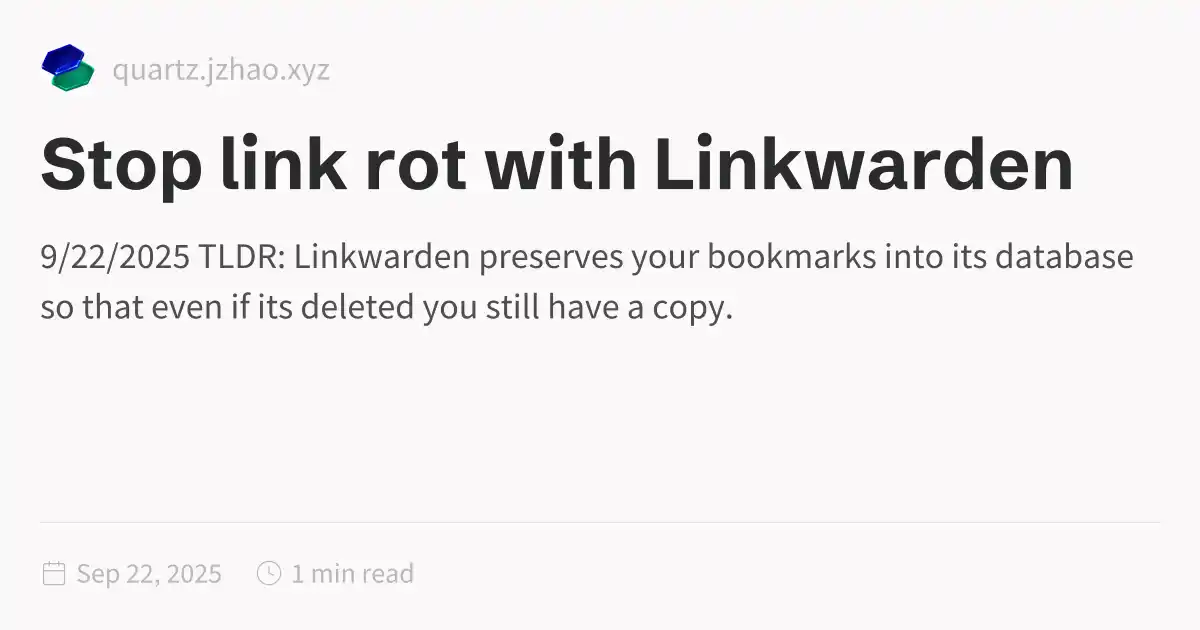 quartz.jzhao.xyz
Stop link rot with Linkwarden
9/22/2025 TLDR: Linkwarden preserves your bookmarks into its database
so that even if its deleted you still have a copy.
Sep 22, 2025 1 min read